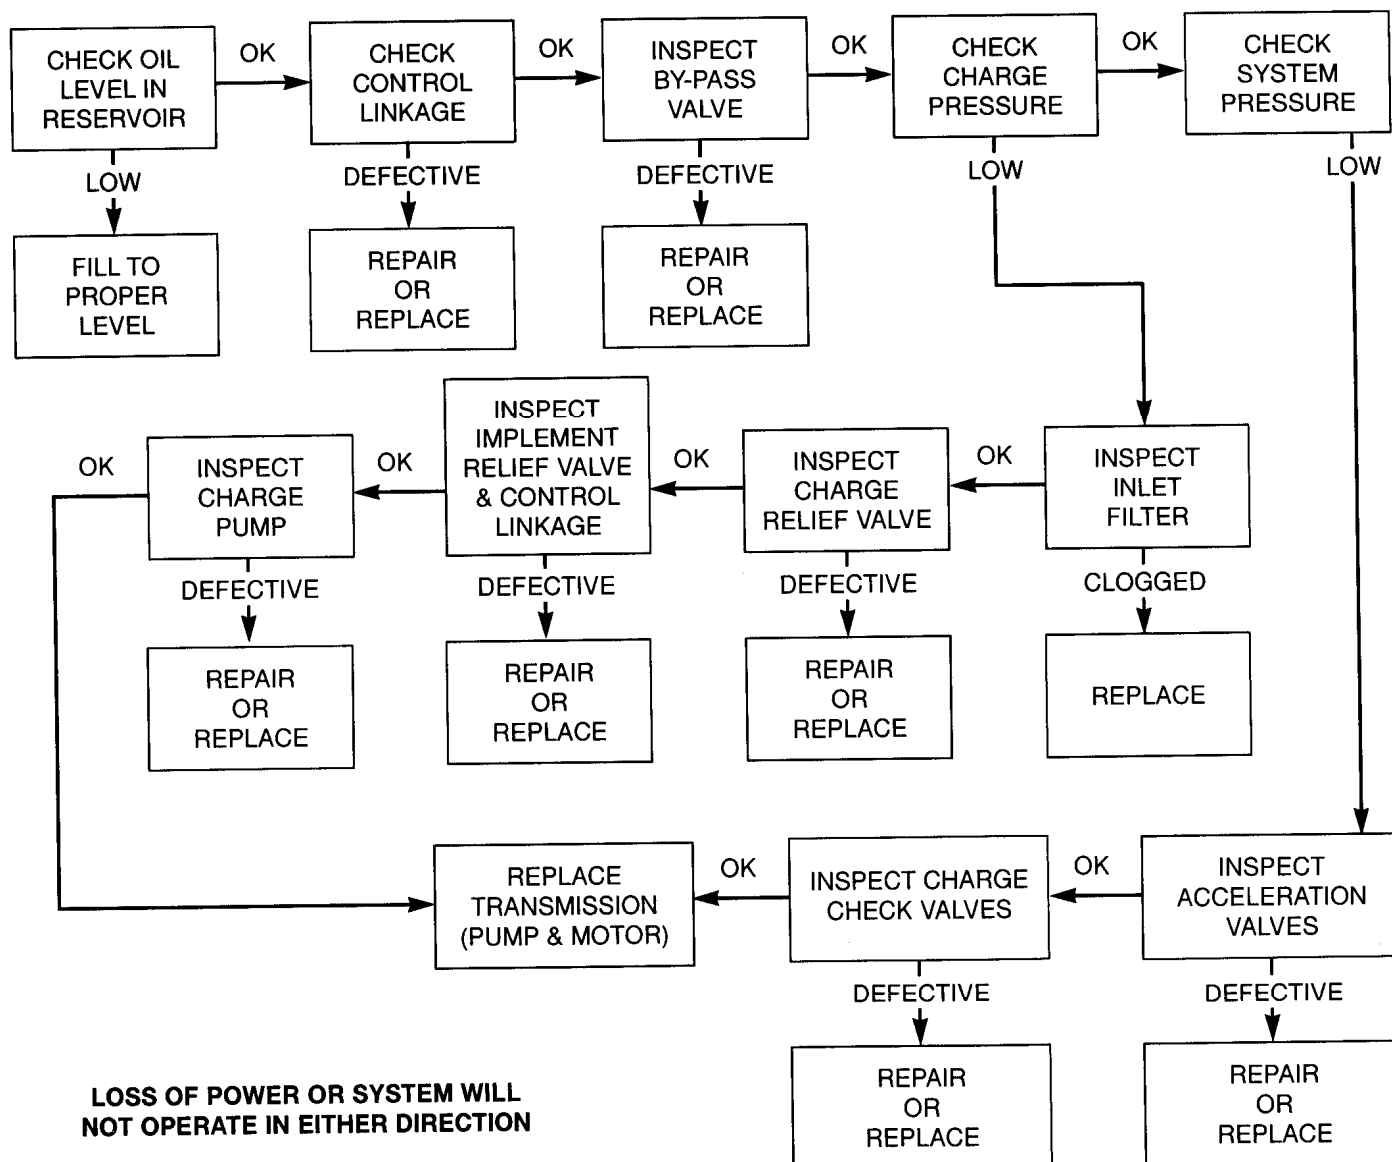 CHECK OIL
LEVEL IN
RESERVOIR
OK
CHECK
CONTROL
LINKAGE
OK
INSPECT
BY-PASS
VALVE
OK
CHECK
CHARGE
PRESSURE
OK
CHECK
SYSTEM
PRESSURE
LOW
DEFECTIVE
DEFECTIVE
LOW
LOW
FILL TO
PROPER
LEVEL
REPAIR
OR
REPLACE
REPAIR
OR
REPLACE
OK
INSPECT
CHARGE
PUMP
OK
INSPECT
IMPLEMENT
RELIEF VALVE
& CONTROL
LINKAGE
OK
INSPECT
CHARGE
RELIEF VALVE
OK
INSPECT
INLET
FILTER
DEFECTIVE
DEFECTIVE
DEFECTIVE
CLOGGED
REPAIR
OR
REPLACE
REPAIR
OR
REPLACE
REPAIR
OR
REPLACE
REPLACE
REPLACE
TRANSMISSION
(PUMP & MOTOR)
OK
INSPECT CHARGE
CHECK VALVES
OK
INSPECT
ACCELERATION
VALVES
DEFECTIVE
DEFECTIVE
REPAIR
OR
REPLACE
REPAIR
OR
REPLACE
LOSS OF POWER OR SYSTEM WILL
NOT OPERATE IN EITHER DIRECTION